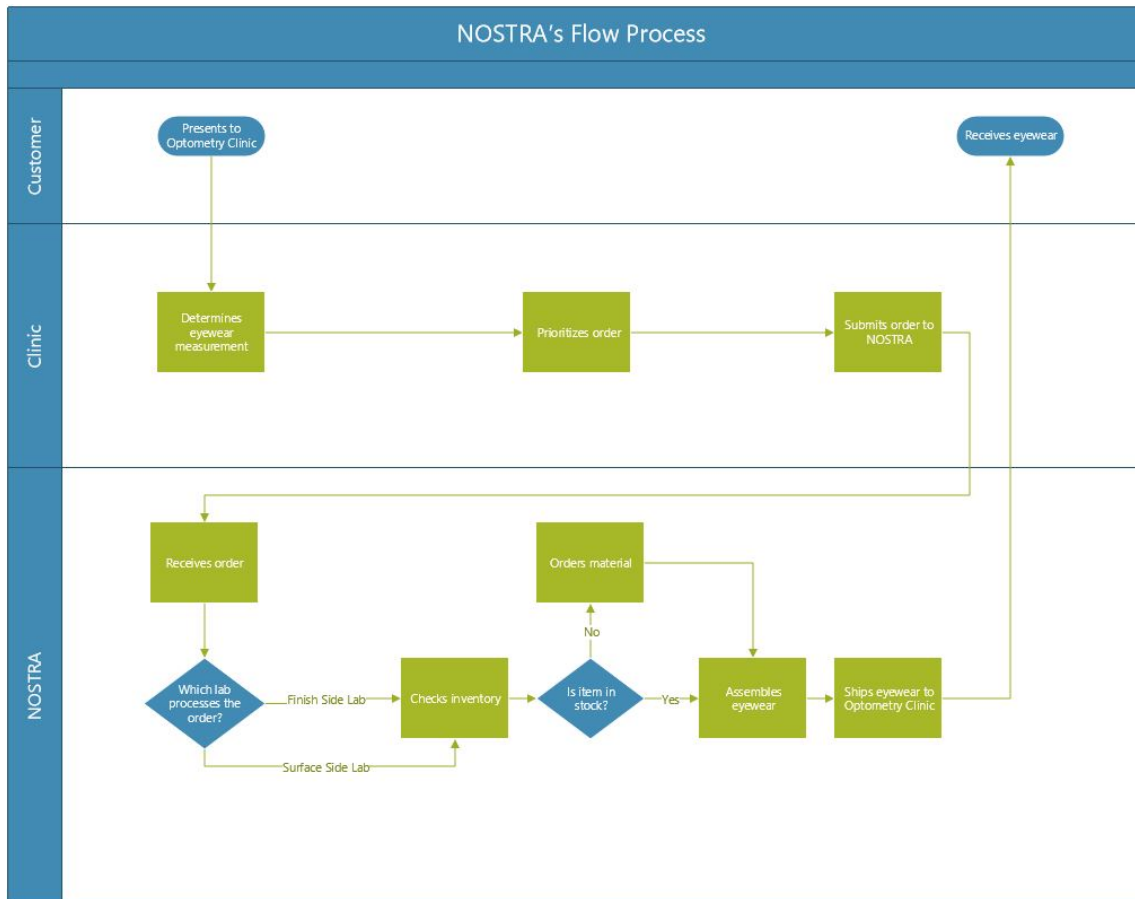 NOSTRA's Flow Process
Customer
Presents to
Optometry Clinic
Receives eyewear
Clinic
Determines
eyewear
measurement
Prioritizes order
Submits order to
NOSTRA
NOSTRA
Receives order
Orders material
No
Which lab
processes the
order?
Finish Side Lab
Checks inventory
Is item in
stock?
Yes
Assembles
eyewear
Ships eyewear to
Optometry Clinic
Surface Side Lab